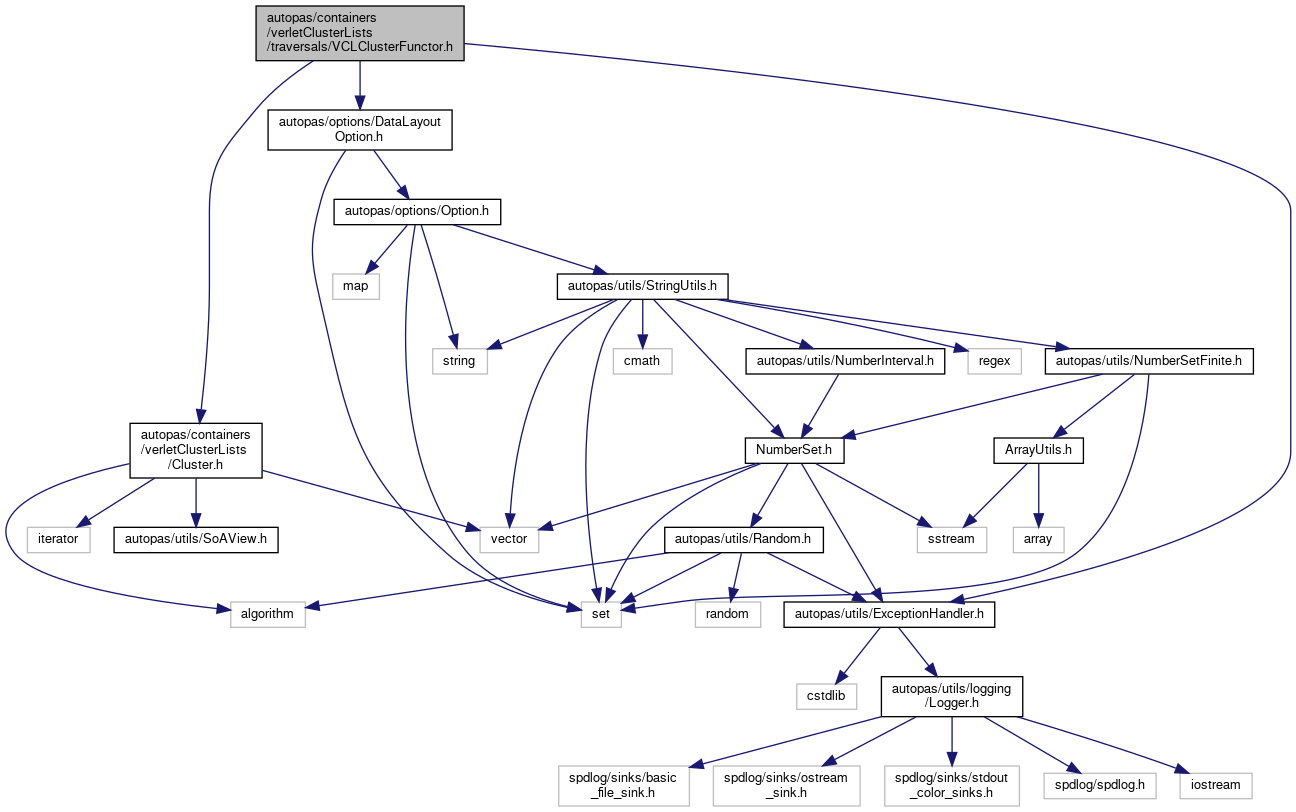 autopas/containers
/verletClusterLists
/traversals/VCLClusterFunctor.h
autopas/options/DataLayout
Option.h
autopas/options/Option.h
map
autopas/utils/StringUtils.h
string
cmath
autopas/utils/NumberInterval.h
regex
autopas/utils/NumberSetFinite.h
autopas/containers
/verletClusterLists
/Cluster.h
NumberSet.h
ArrayUtils.h
iterator
autopas/utils/SoAView.h
vector
autopas/utils/Random.h
sstream
array
algorithm
set
random
autopas/utils/ExceptionHandler.h
cstdlib
autopas/utils/logging
/Logger.h
spdlog/sinks/basic
_file_sink.h
spdlog/sinks/ostream
_sink.h
spdlog/sinks/stdout
_color_sinks.h
spdlog/spdlog.h
iostream